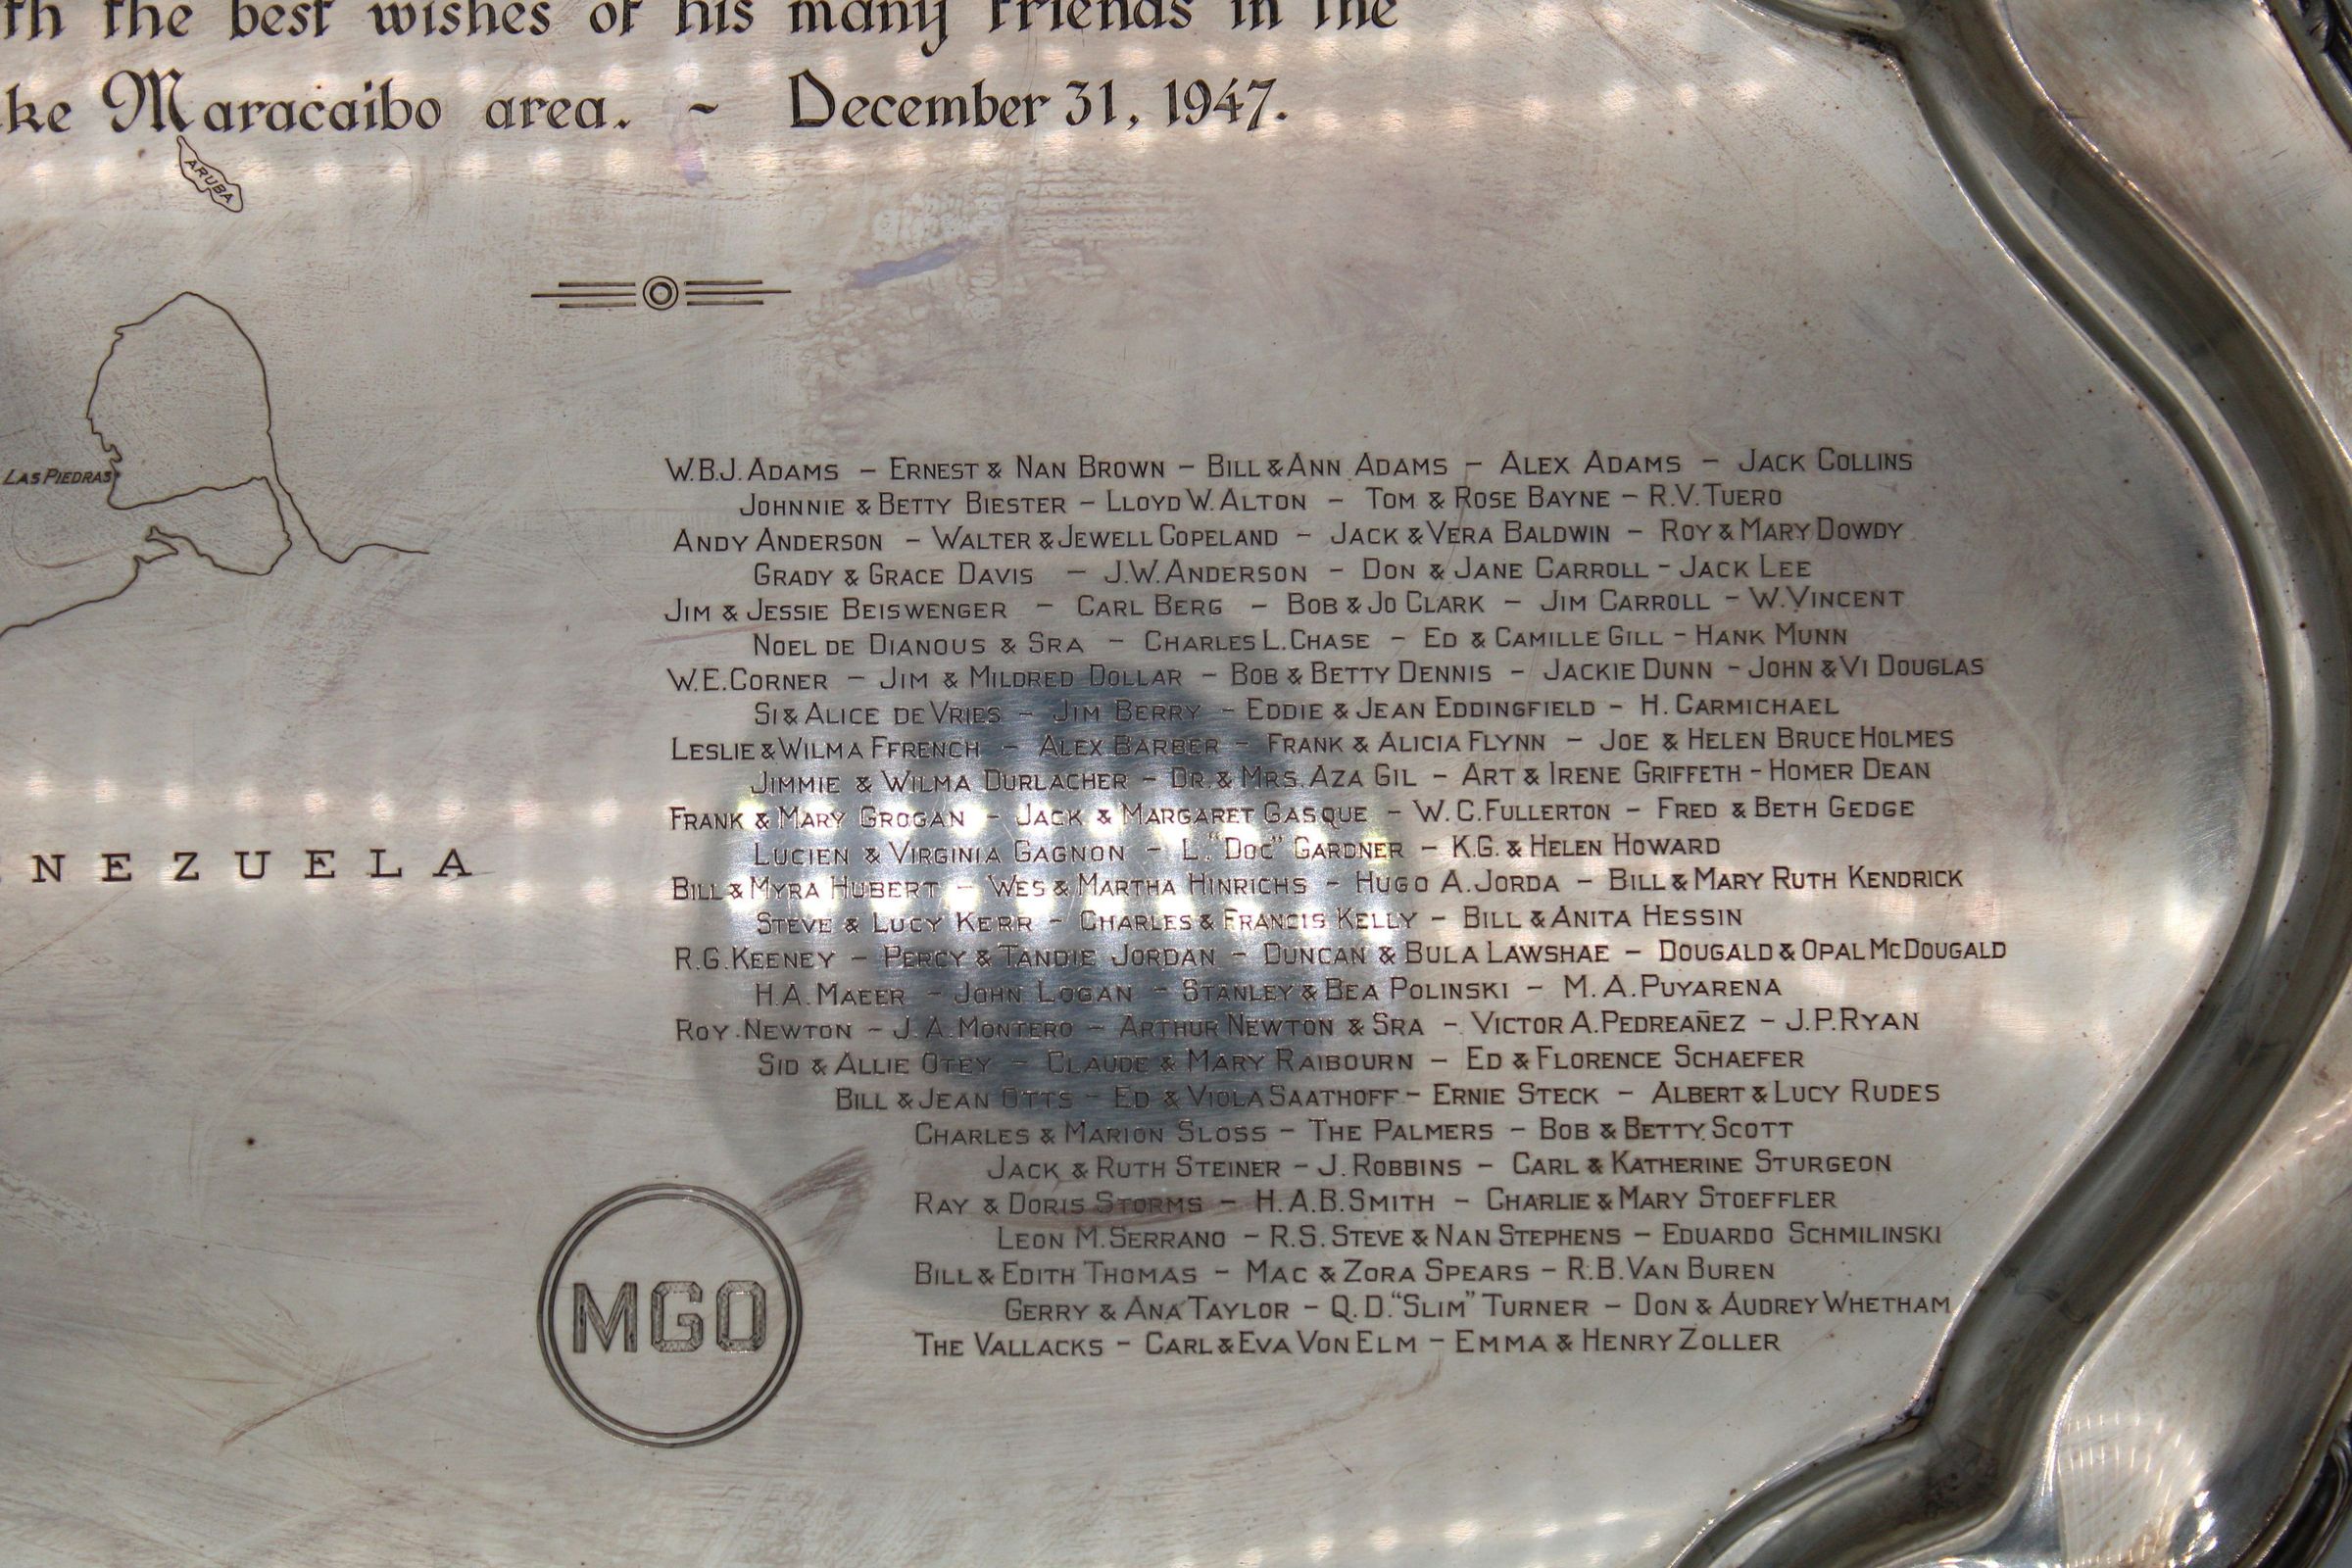 th the best wishes of his many friends in the
ke Maracaibo area. ~ December 31, 1947.
ARUBA
LAS PIEDRAS
W.B.J. ADAMS – ERNEST & NAN BROWN – BILL & ANN ADAMS – ALEX ADAMS – JACK COLLINS
JOHNNIE & BETTY BIESTER – LLOYD W. ALTON – TOM & ROSE BAYNE – R.V. TUERO
ANDY ANDERSON – WALTER & JEWELL COPELAND – JACK & VERA BALDWIN – ROY & MARY DOWDY
GRADY & GRACE DAVIS – J.W. ANDERSON – DON & JANE CARROLL – JACK LEE
JIM & JESSIE BEISWENGER – CARL BERG – BOB & JO CLARK – JIM CARROLL – W. VINCENT
NOEL DE DIANOUS & SRA – CHARLES L. CHASE – ED & CAMILLE GILL – HANK MUNN
W.E. CORNER – JIM & MILDRED DOLLAR – BOB & BETTY DENNIS – JACKIE DUNN – JOHN & VI DOUGLAS
SI & ALICE DE VRIES – JIM BERRY – EDDIE & JEAN EDDINGFIELD – H. CARMICHAEL
LESLIE & WILMA FFRENCH – ALEX BARBER – FRANK & ALICIA FLYNN – JOE & HELEN BRUCE HOLMES
JIMMIE & WILMA DURLACHER – DR. & MRS. AZA GIL – ART & IRENE GRIFFETH – HOMER DEAN
FRANK & MARY GROGAN – JACK & MARGARET GASQUE – W.C. FULLERTON – FRED & BETH GEDGE
LUCIEN & VIRGINIA GAGNON – L. "DOC" GARDNER – K.G. & HELEN HOWARD
NEZUELA
BILL & MYRA HUBERT – WES & MARTHA HINRICHS – HUGO A. JORDA – BILL & MARY RUTH KENDRICK
STEVE & LUCY KERR – CHARLES & FRANCIS KELLY – BILL & ANITA HESSIN
R.G. KEENEY – PERCY & TANDIE JORDAN – DUNCAN & BULA LAWSHAE – DOUGALD & OPAL McDOUGALD
H.A. MAEER – JOHN LOGAN – STANLEY & BEA POLINSKI – M.A. PUYARENA
ROY NEWTON – J.A. MONTERO – ARTHUR NEWTON & SRA – VICTOR A. PEDREAÑEZ – J.P. RYAN
SID & ALLIE OTEY – CLAUDE & MARY RAIBOURN – ED & FLORENCE SCHAEFER
BILL & JEAN OTTS – ED & VIOLA SAATHOFF – ERNIE STECK – ALBERT & LUCY RUDES
CHARLES & MARION SLOSS – THE PALMERS – BOB & BETTY SCOTT
JACK & RUTH STEINER – J. ROBBINS – CARL & KATHERINE STURGEON
RAY & DORIS STORMS – H.A.B. SMITH – CHARLIE & MARY STOEFFLER
LEON M. SERRANO – R.S. STEVE & NAN STEPHENS – EDUARDO SCHMILINSKI
BILL & EDITH THOMAS – MAC & ZORA SPEARS – R.B. VAN BUREN
GERRY & ANA TAYLOR – Q.D. "SLIM" TURNER – DON & AUDREY WHETHAM
THE VALLACKS – CARL & EVA VON ELM – EMMA & HENRY ZOLLER
MGO